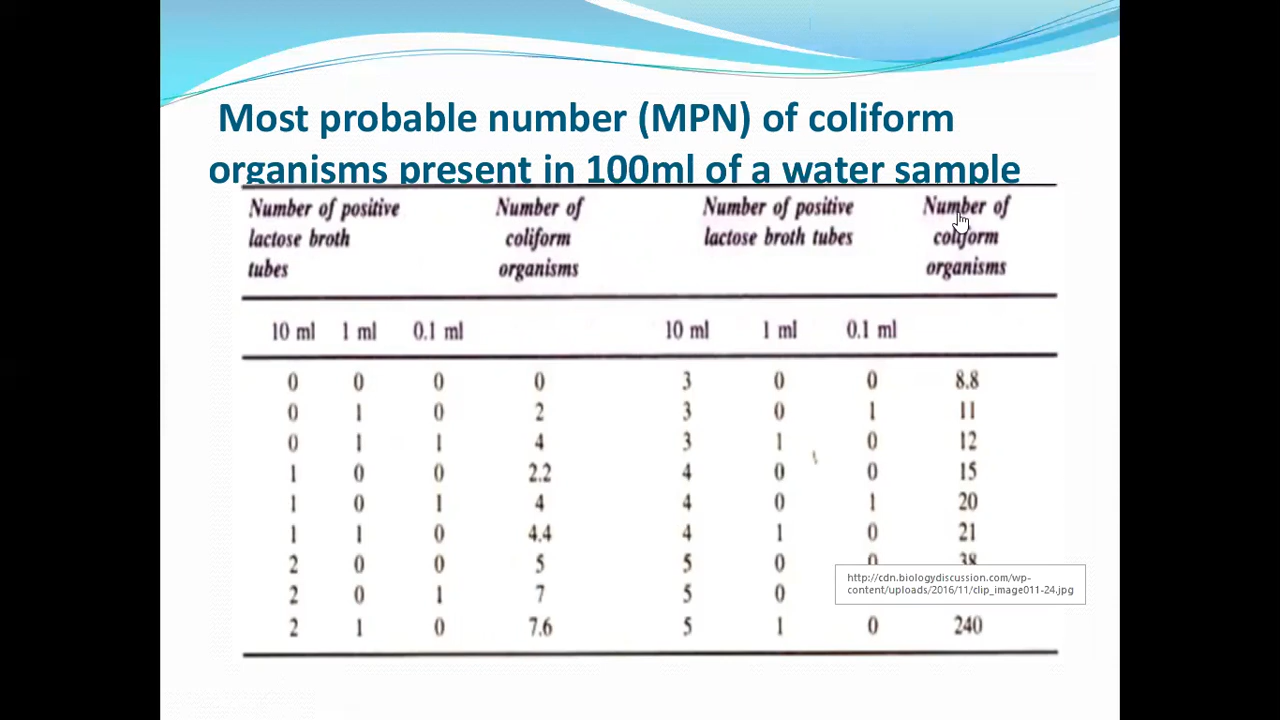 Most probable number (MPN) of coliform
organisms present in 100ml of a water sample
Number of positive lactose broth tubes Number of coliform organisms Number of positive lactose broth tubes Number of coliform organisms
10 ml 1 ml 0.1 ml 10 ml 1 ml 0.1 ml
0 0 0 0 3 0 0 8.8
0 1 0 2 3 0 1 11
0 1 1 4 3 1 0 12
1 0 0 2.2 4 0 0 15
1 0 1 4 4 0 1 20
1 1 0 4.4 4 1 0 21
2 0 0 5 5 0 0 38
2 0 1 7 5 0
2 1 0 7.6 5 1 0 240
http://cdn.biologydiscussion.com/wp-
content/uploads/2016/11/clip_image011-24.jpg